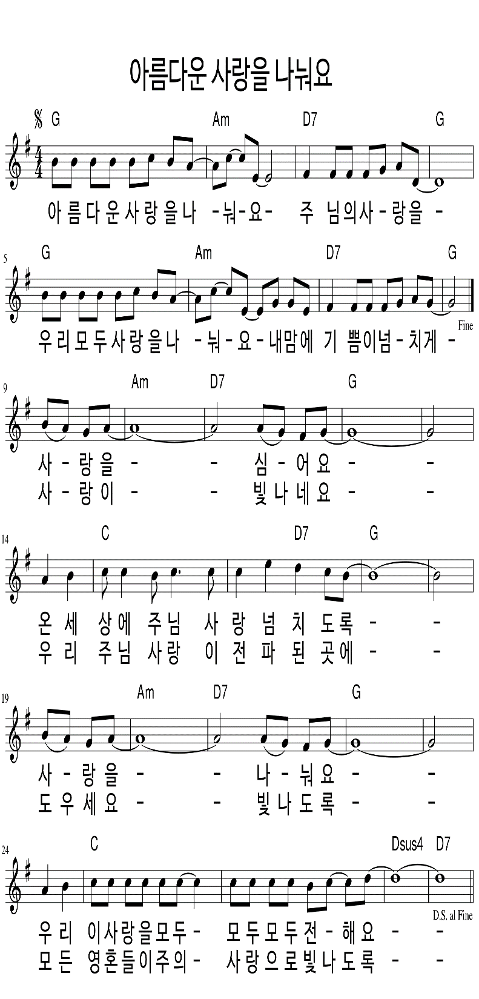 아름다운 사랑을 나눠요
G Am D7 G
아 름 다 운 사 랑 을 나 - 눠 - 요 - 주 님 의 사 - 랑 을 -
G Am D7 G
5
Fine
우 리 모 두 사 랑 을 나 - 눠 - 요 - 내 맘 에 기 쁨 이 넘 - 치 게 -
Am D7 G
9
사 - 랑 을 - - 심 - 어 요 - -
사 - 랑 이 - - 빛 나 네 요 - -
C D7 G
14
온 세 상 에 주 님 사 랑 넘 치 도 록 - -
우 리 주 님 사 랑 이 전 파 된 곳 에 - -
Am D7 G
19
사 - 랑 을 - - 나 - 눠 요 - -
도 우 세 요 - - 빛 나 도 록 - -
C Dsus4 D7
24
D.S. al Fine
우 리 이 사 랑 을 모 두 - 모 두 모 두 전 - 해 요 - -
모 든 영 혼 들 이 주 의 - 사 랑 으 로 빛 나 도 록 - -